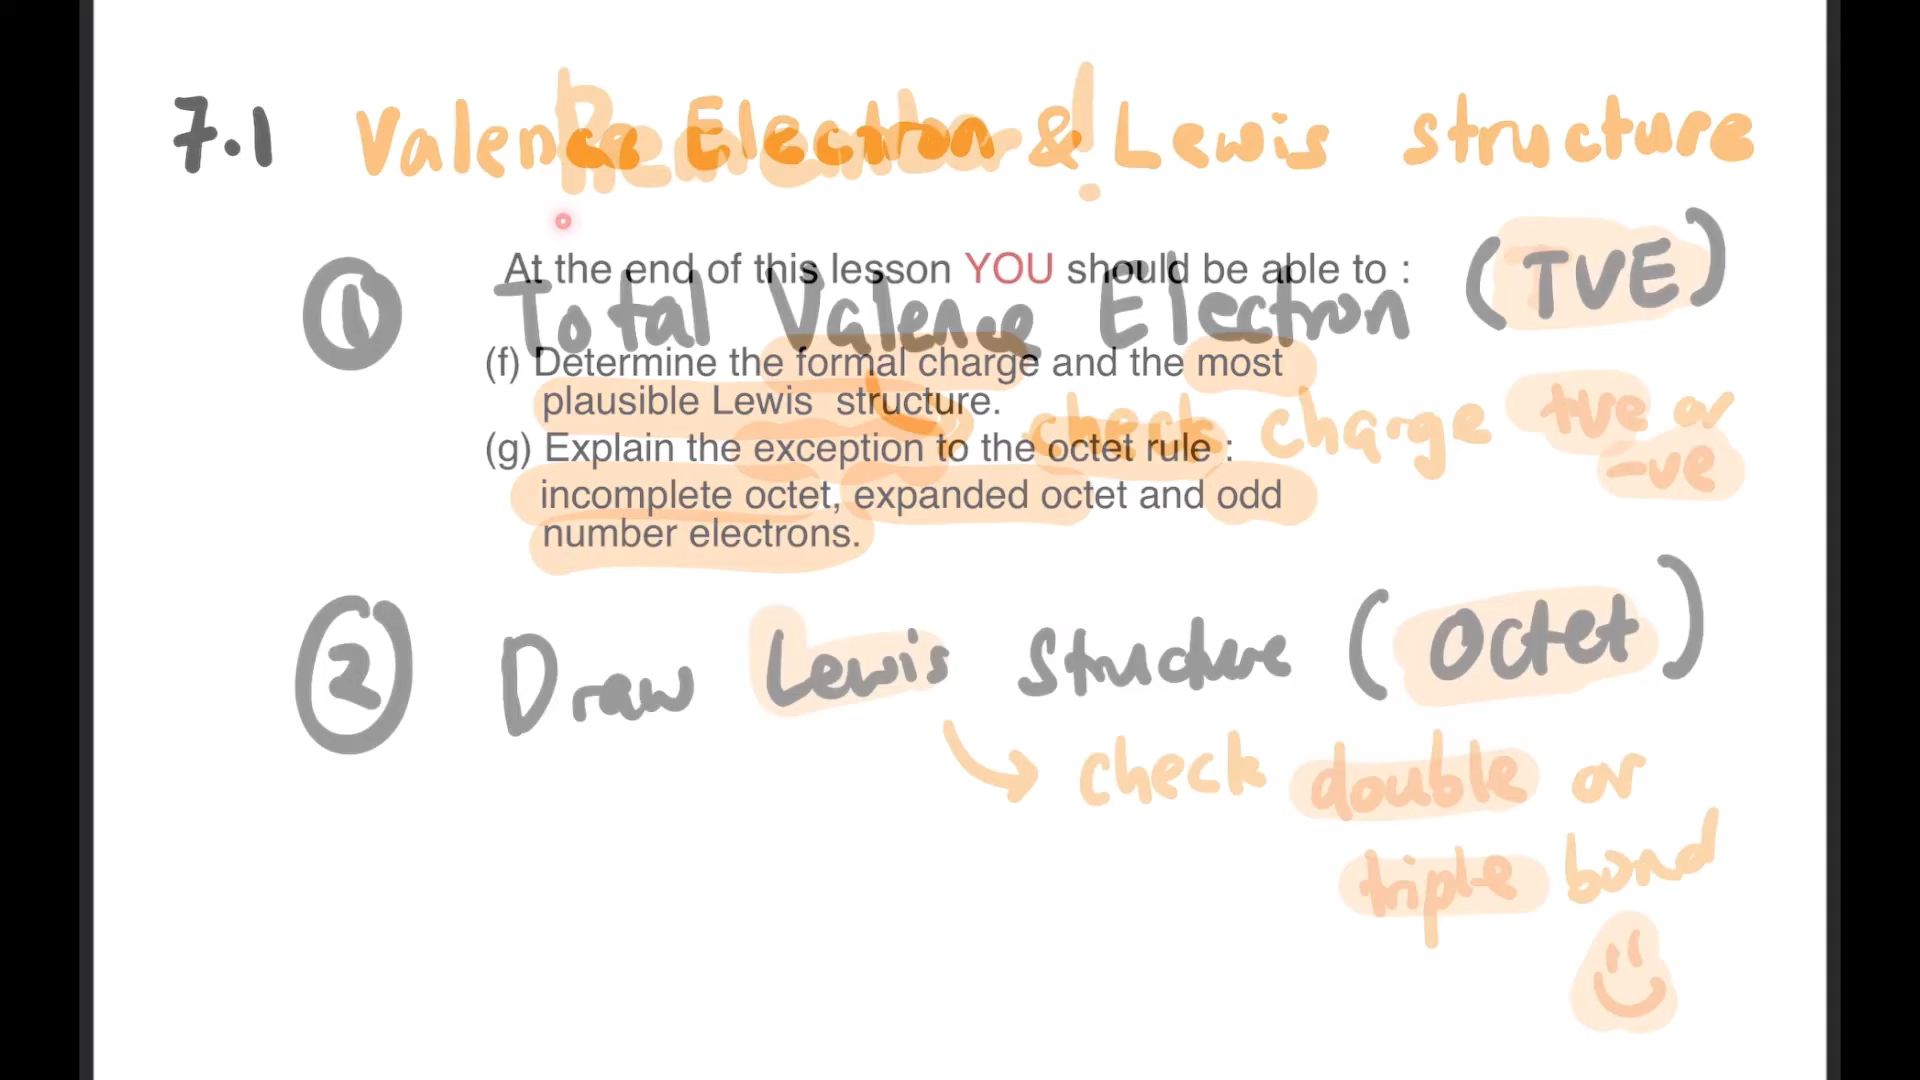 7.1 Valence Electron & Lewis structure
Remember!
At the end of this lesson YOU should be able to :
1 Total Valence Electron (TVE)
(f) Determine the formal charge and the most
plausible Lewis structure.
check charge tve or
-ve
(g) Explain the exception to the octet rule :
incomplete octet, expanded octet and odd
number electrons.
2 Draw Lewis Structure (Octet)
check double or
triple bond